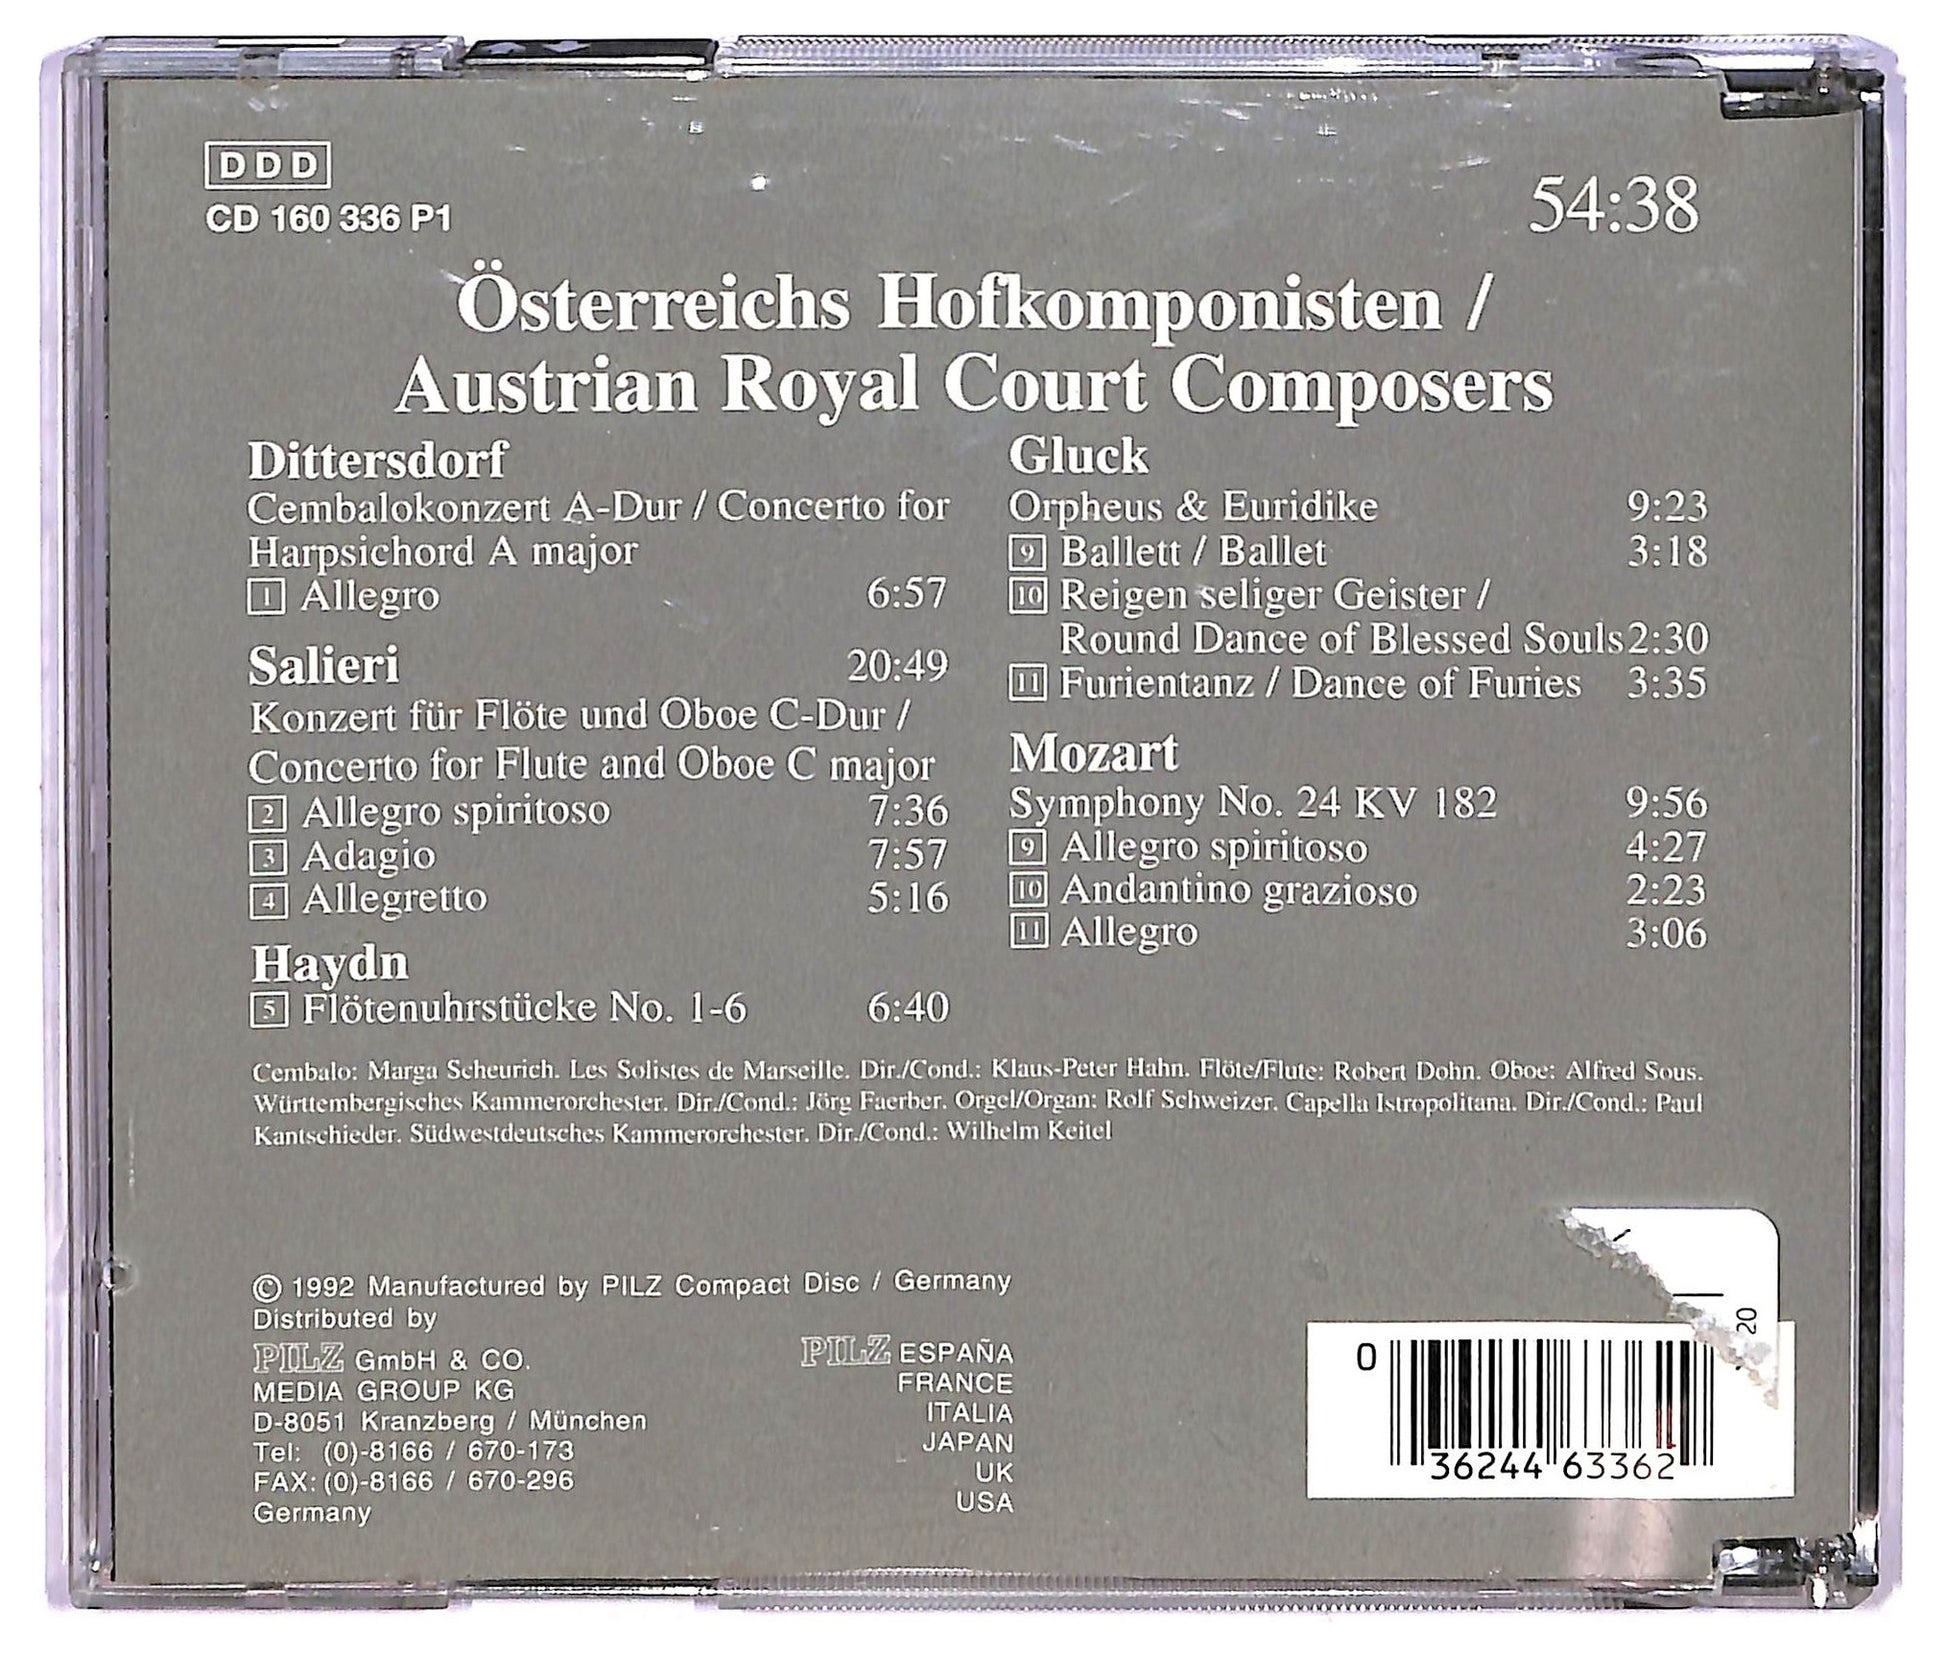 DDD
CD 160 336 P1
54:38
Österreichs Hofkomponisten /
Austrian Royal Court Composers
Dittersdorf
Cembalokonzert A-Dur / Concerto for
Harpsichord A major
1 Allegro 6:57
Salieri 20:49
Konzert für Flöte und Oboe C-Dur /
Concerto for Flute and Oboe C major
2 Allegro spiritoso 7:36
3 Adagio 7:57
4 Allegretto 5:16
Haydn
5 Flötenuhrstücke No. 1-6 6:40
Gluck
Orpheus & Euridike 9:23
9 Ballett / Ballet 3:18
10 Reigen seliger Geister /
Round Dance of Blessed Souls 2:30
11 Furientanz / Dance of Furies 3:35
Mozart
Symphony No. 24 KV 182 9:56
9 Allegro spiritoso 4:27
10 Andantino grazioso 2:23
11 Allegro 3:06
Cembalo: Marga Scheurich. Les Solistes de Marseille. Dir./Cond.: Klaus-Peter Hahn. Flöte/Flute: Robert Dohn. Oboe: Alfred Sous.
Württembergisches Kammerorchester. Dir./Cond.: Jörg Faerber. Orgel/Organ: Rolf Schweizer. Capella Istropolitana. Dir./Cond.: Paul
Kantschieder. Südwestdeutsches Kammerorchester. Dir./Cond.: Wilhelm Keitel
© 1992 Manufactured by PILZ Compact Disc / Germany
Distributed by
PILZ GmbH & CO.
MEDIA GROUP KG
D-8051 Kranzberg / München
Tel: (0)-8166 / 670-173
FAX: (0)-8166 / 670-296
Germany
PILZ ESPAÑA
FRANCE
ITALIA
JAPAN
UK
USA
20
0 36244 63362